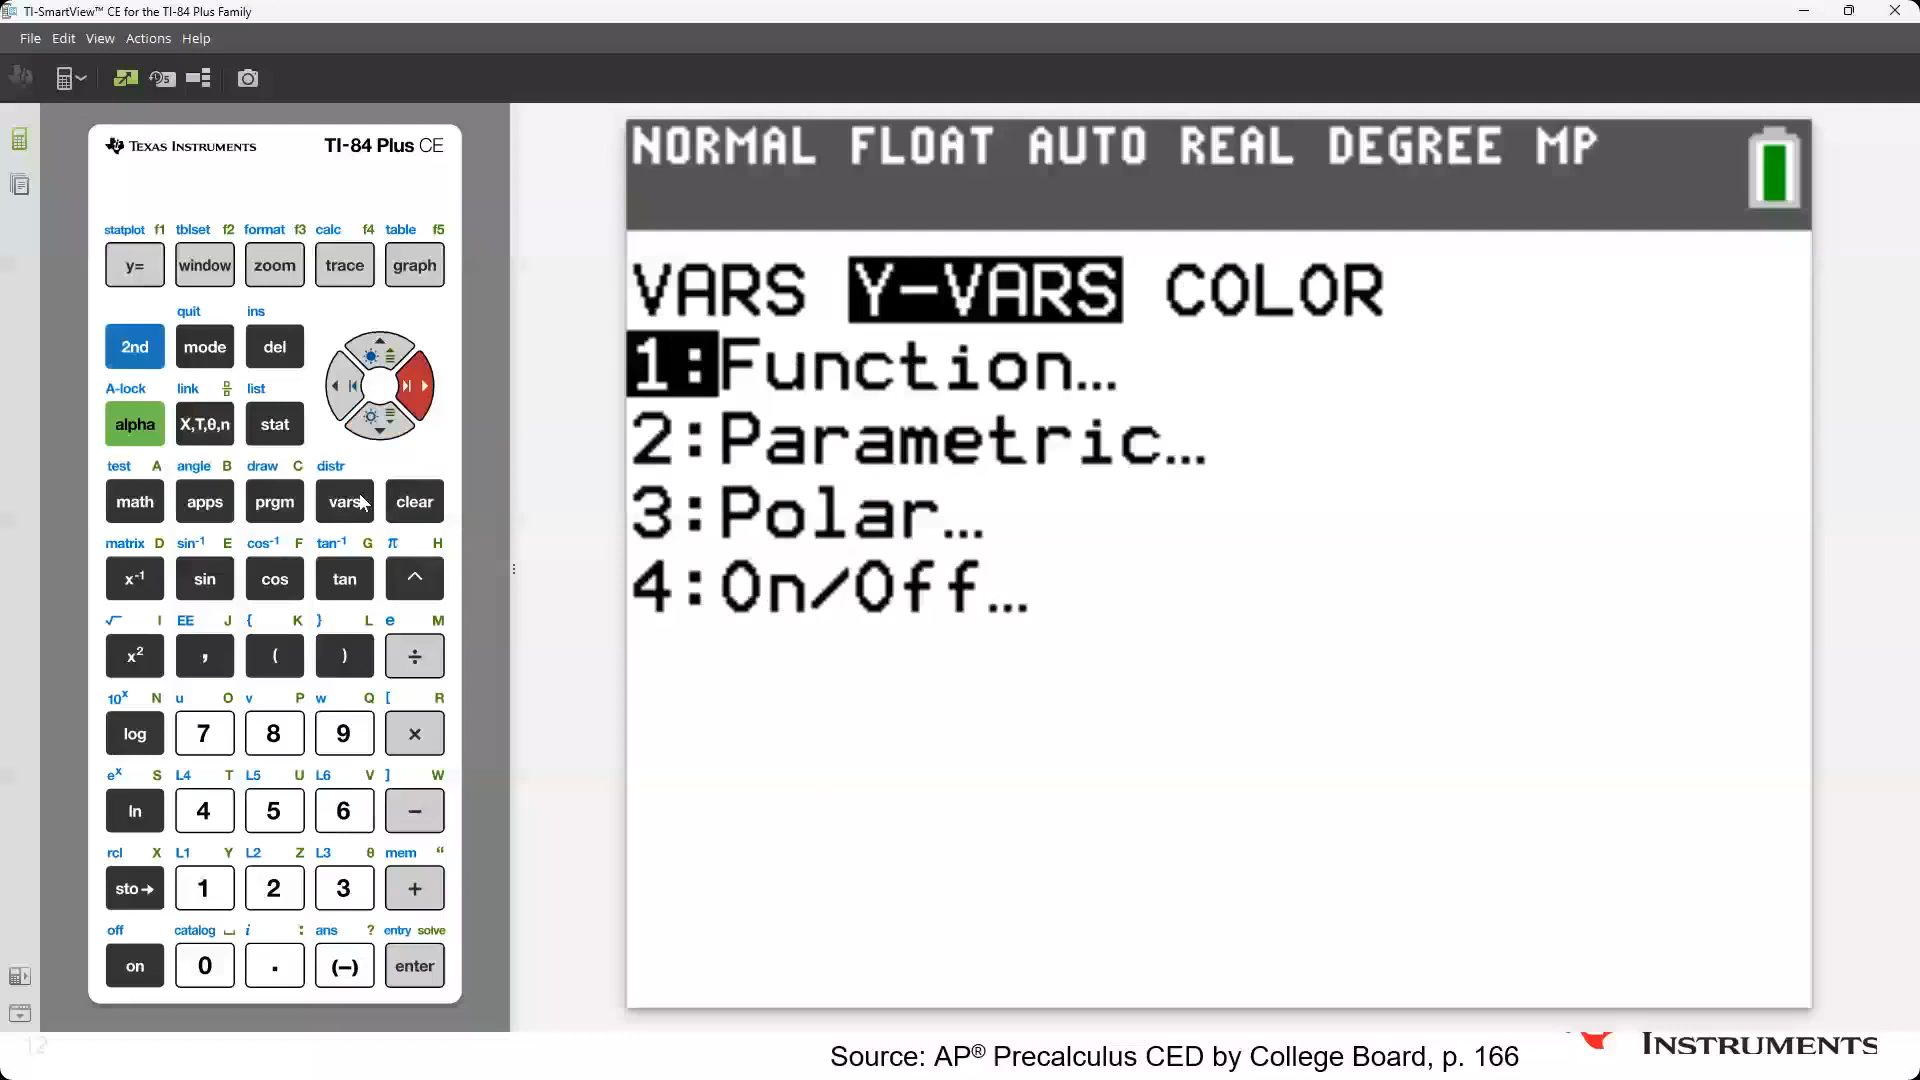 TI-SmartView™ CE for the TI-84 Plus Family
File Edit View Actions Help
TEXAS INSTRUMENTS TI-84 Plus CE
statplot f1 tblset f2 format f3 calc f4 table f5
y= window zoom trace graph
quit ins
2nd mode del
A-lock link list
alpha X,T,θ,n stat
test A angle B draw C distr
math apps prgm vars clear
matrix D sin-1 E cos-1 F tan-1 G π H
x-1 sin cos tan ^
√ I EE J { K } L e M
x2 , ( ) ÷
10x N u O v P w Q [ R
log 7 8 9 ×
ex S L4 T L5 U L6 V ] W
ln 4 5 6 −
rcl X L1 Y L2 Z L3 θ mem “
sto→ 1 2 3 +
off catalog ⎵ i : ans ? entry solve
on 0 . (–) enter
NORMAL FLOAT AUTO REAL DEGREE MP
VARS Y-VARS COLOR
1:Function…
2:Parametric…
3:Polar…
4:On/Off…
12
Source: AP® Precalculus CED by College Board, p. 166
INSTRUMENTS